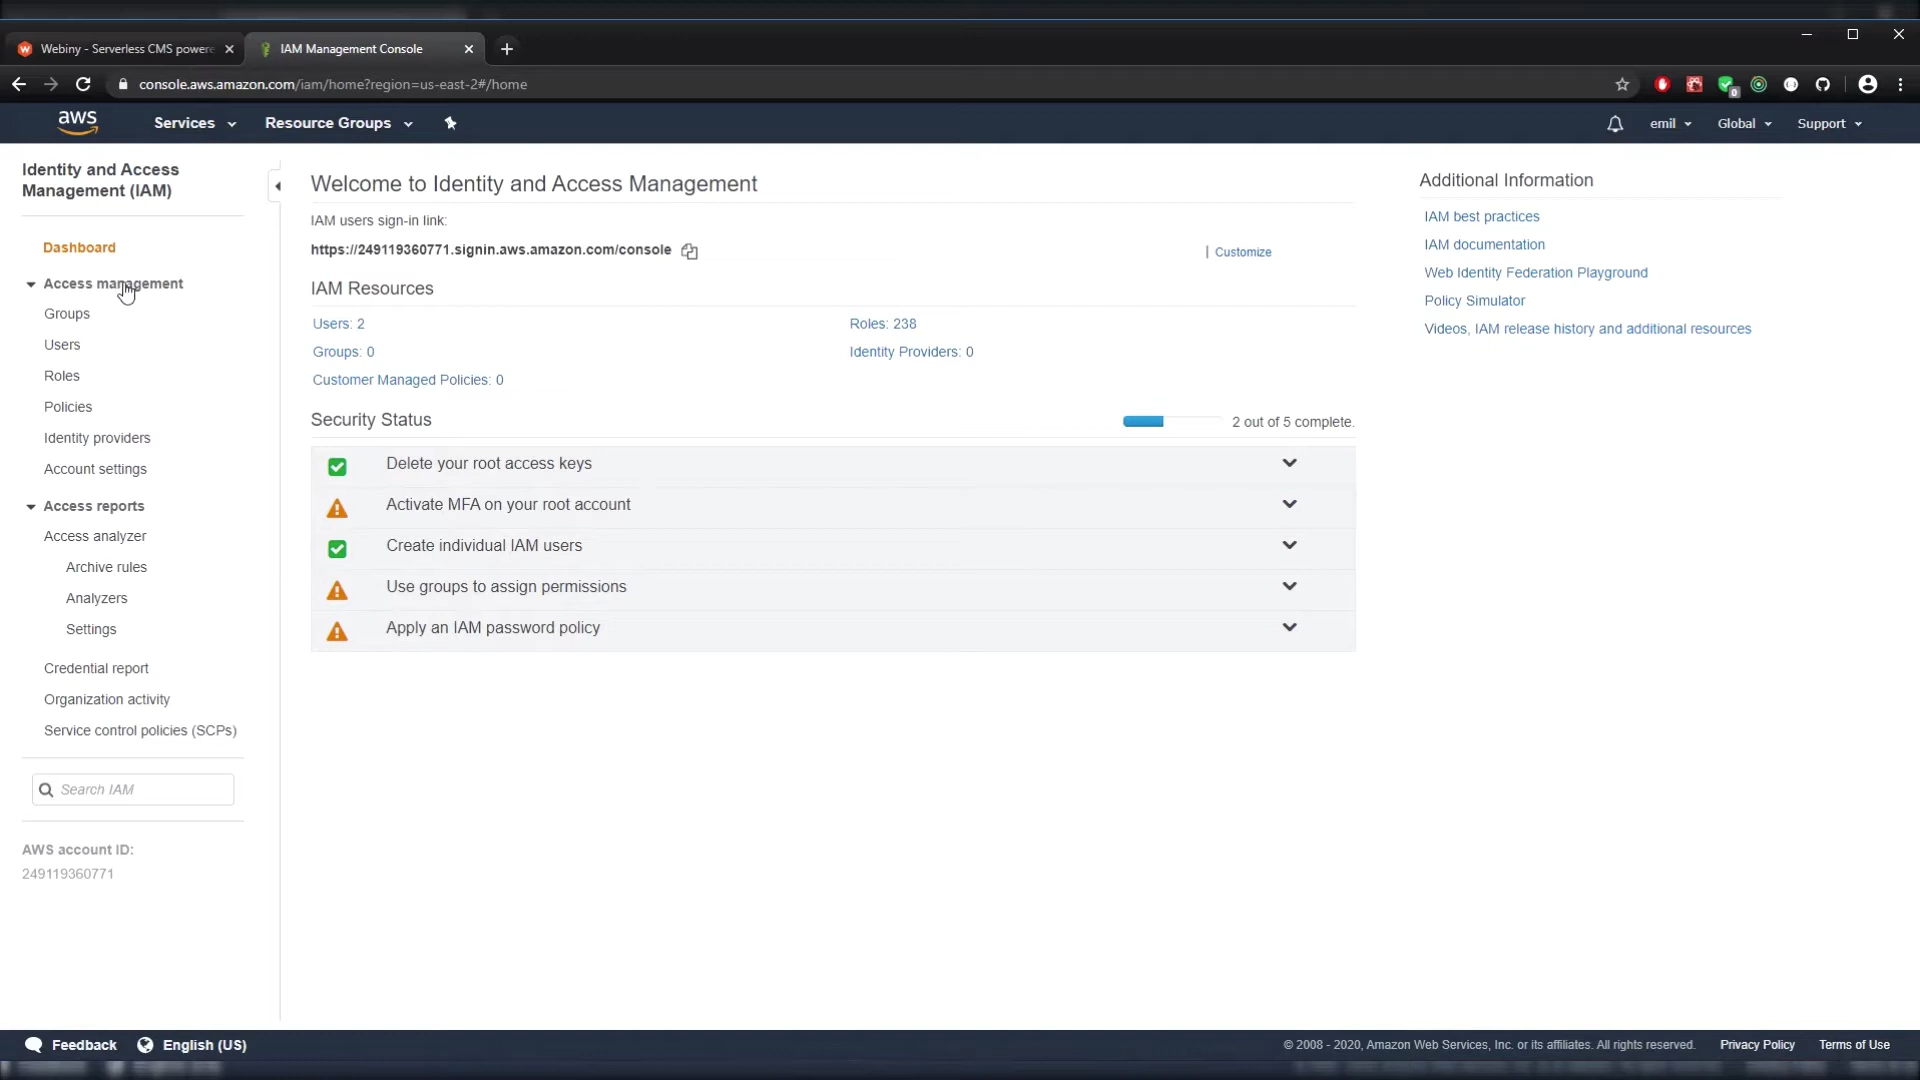 Webiny - Serverless CMS powere
IAM Management Console
console.aws.amazon.com/iam/home?region=us-east-2#/home
0
aws
Services
Resource Groups
emil
Global
Support
Identity and Access
Management (IAM)
Dashboard
Access management
Groups
Users
Roles
Policies
Identity providers
Account settings
Access reports
Access analyzer
Archive rules
Analyzers
Settings
Credential report
Organization activity
Service control policies (SCPs)
Search IAM
AWS account ID:
249119360771
Welcome to Identity and Access Management
IAM users sign-in link:
https://249119360771.signin.aws.amazon.com/console
| Customize
IAM Resources
Users: 2
Roles: 238
Groups: 0
Identity Providers: 0
Customer Managed Policies: 0
Security Status
2 out of 5 complete.
Delete your root access keys
Activate MFA on your root account
Create individual IAM users
Use groups to assign permissions
Apply an IAM password policy
Additional Information
IAM best practices
IAM documentation
Web Identity Federation Playground
Policy Simulator
Videos, IAM release history and additional resources
Feedback
English (US)
© 2008 - 2020, Amazon Web Services, Inc. or its affiliates. All rights reserved.
Privacy Policy
Terms of Use